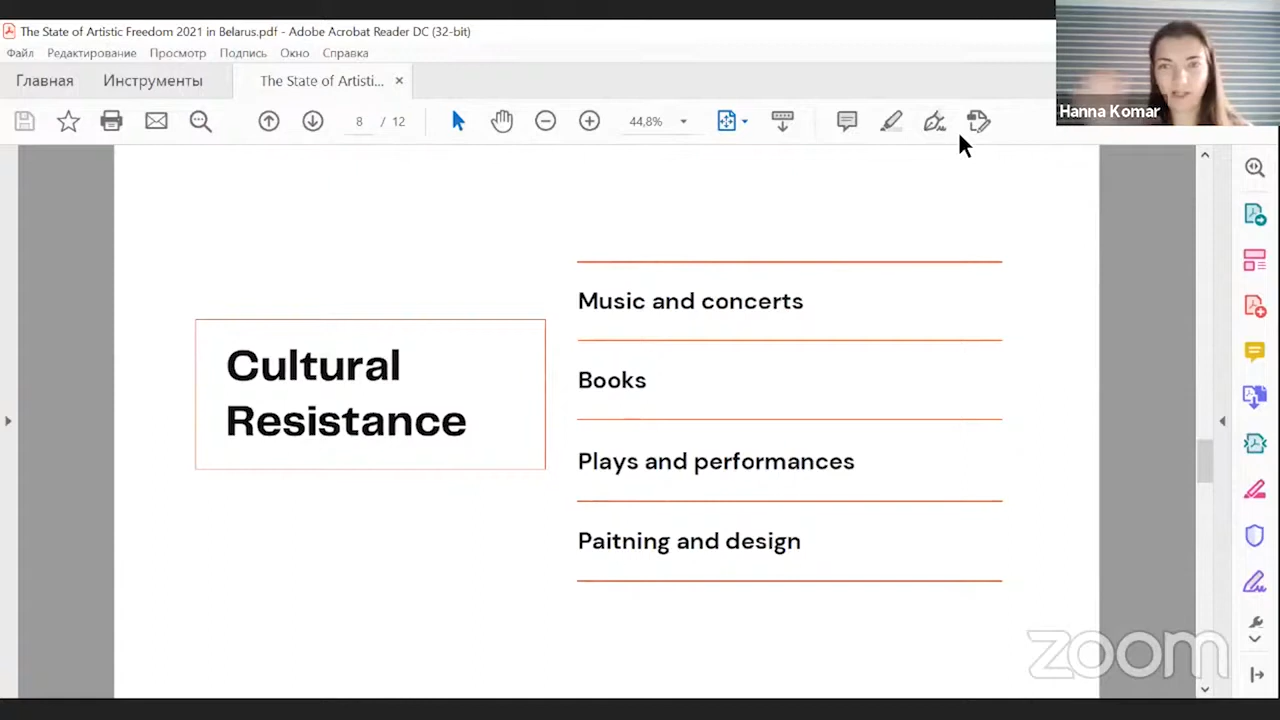 The State of Artistic Freedom 2021 in Belarus.pdf - Adobe Acrobat Reader DC (32-bit)
Файл Редактирование Просмотр Подпись Окно Справка
Главная Инструменты The State of Artisti... ×
8 / 12 44,8%
Hanna Komar
Cultural
Resistance
Music and concerts
Books
Plays and performances
Paitning and design
zoom